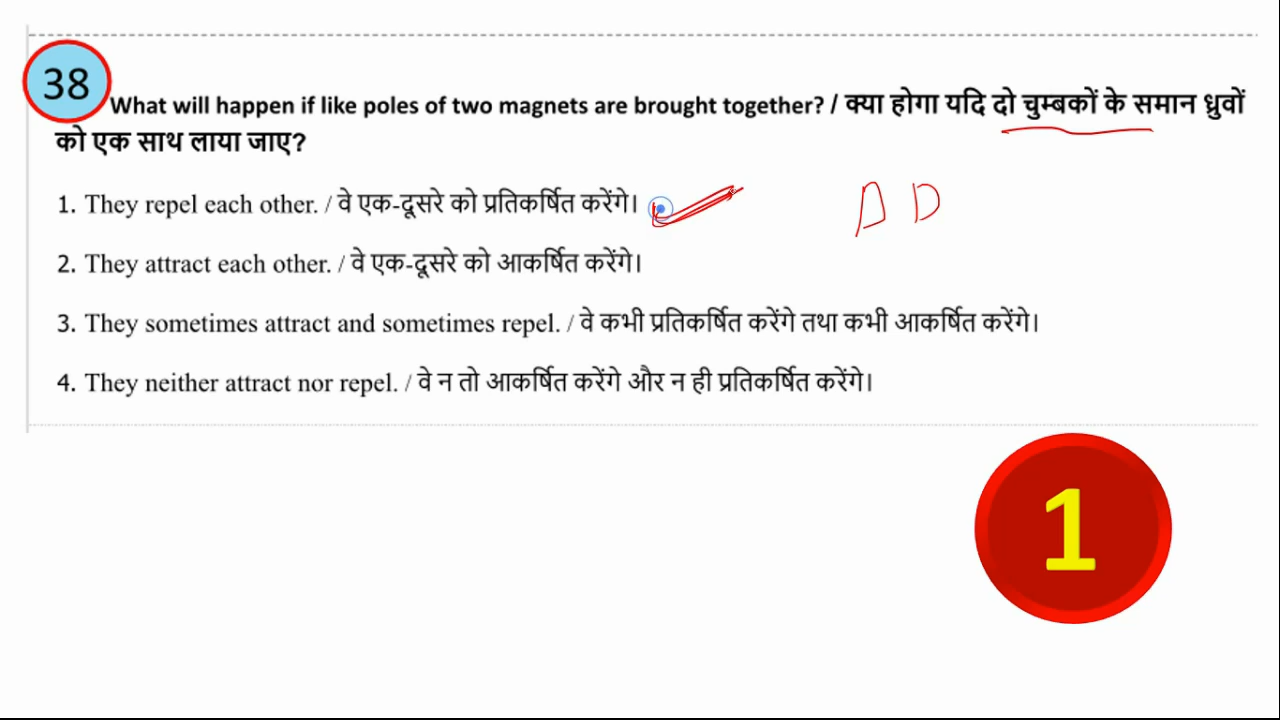 38
What will happen if like poles of two magnets are brought together? / क्या होगा यदि दो चुम्बकों के समान ध्रुवों
को एक साथ लाया जाए?
1. They repel each other. / वे एक-दूसरे को प्रतिकर्षित करेंगे।
2. They attract each other. / वे एक-दूसरे को आकर्षित करेंगे।
3. They sometimes attract and sometimes repel. / वे कभी प्रतिकर्षित करेंगे तथा कभी आकर्षित करेंगे।
4. They neither attract nor repel. / वे न तो आकर्षित करेंगे और न ही प्रतिकर्षित करेंगे।
1